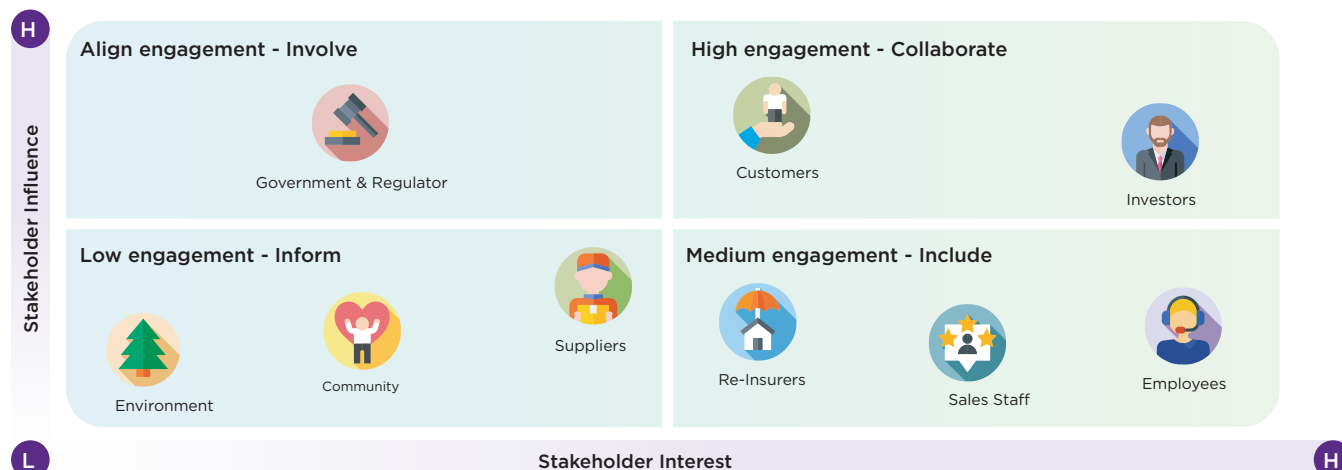 H
Align engagement - Involve
High engagement - Collaborate
Government & Regulator
Customers
Investors
Stakeholder Influence
Low engagement - Inform
Medium engagement - Include
Environment
Community
Suppliers
Re-Insurers
Sales Staff
Employees
L
Stakeholder Interest
H